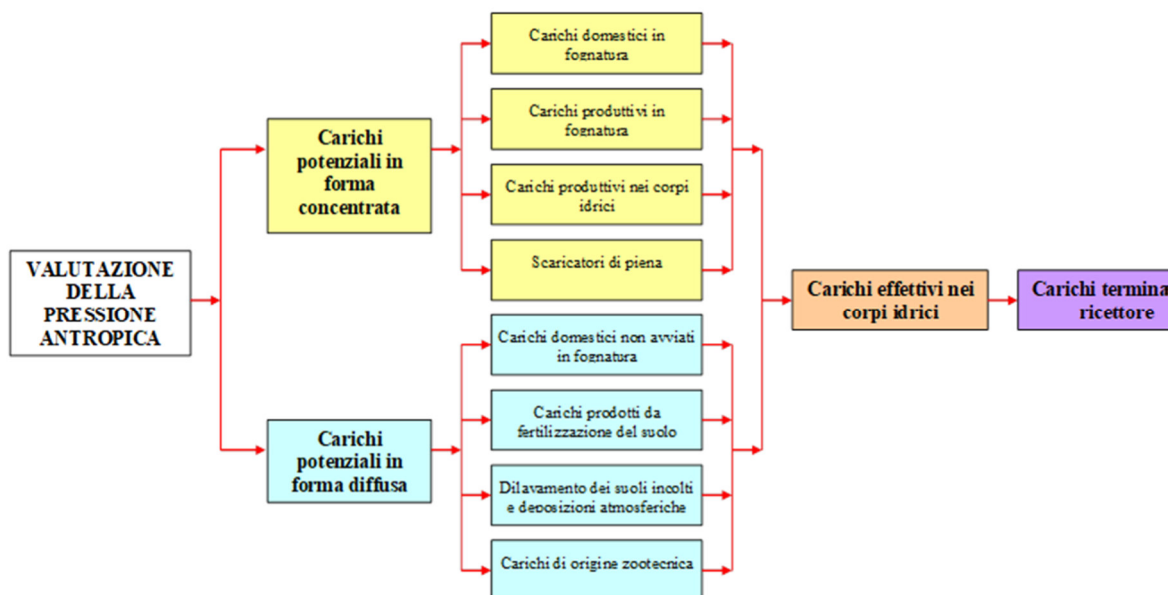 VALUTAZIONE
DELLA
PRESSIONE
ANTROPICA
Carichi
potenziali in
forma
concentrata
Carichi
potenziali in
forma diffusa
Carichi domestici in
fognatura
Carichi produttivi in
fognatura
Carichi produttivi nei corpi
idrici
Scaricatori di piena
Carichi domestici non avviati
in fognatura
Carichi prodotti da
fertilizzazione del suolo
Dilavamento dei suoli incolti
e deposizioni atmosferiche
Carichi di origine zootecnica
Carichi effettivi nei
corpi idrici
Carichi
ricettore